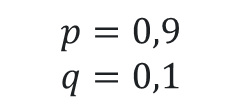 p = 0,9
q = 0,1